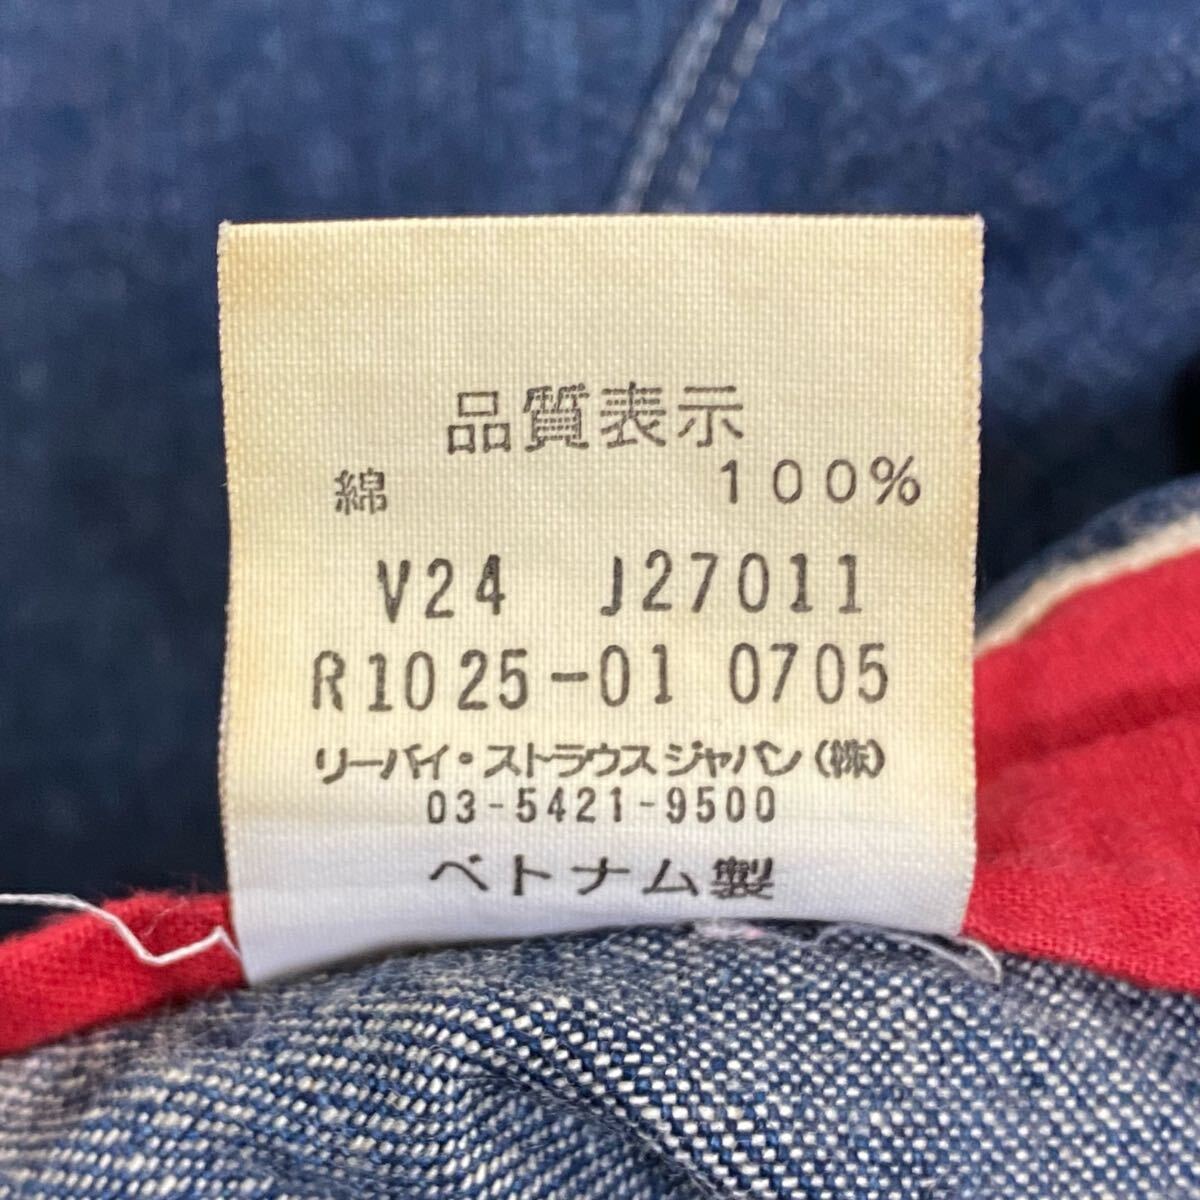 品質表示
綿 100%
V24 J27011
R1025-01 0705
リーバイ・ストラウスジャパン(株)
03-5421-9500
ベトナム製